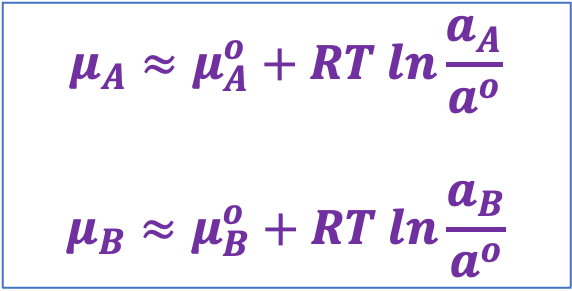 μ_A ≈ μ_A^o + RT ln a_A/a^o
μ_B ≈ μ_B^o + RT ln a_B/a^o